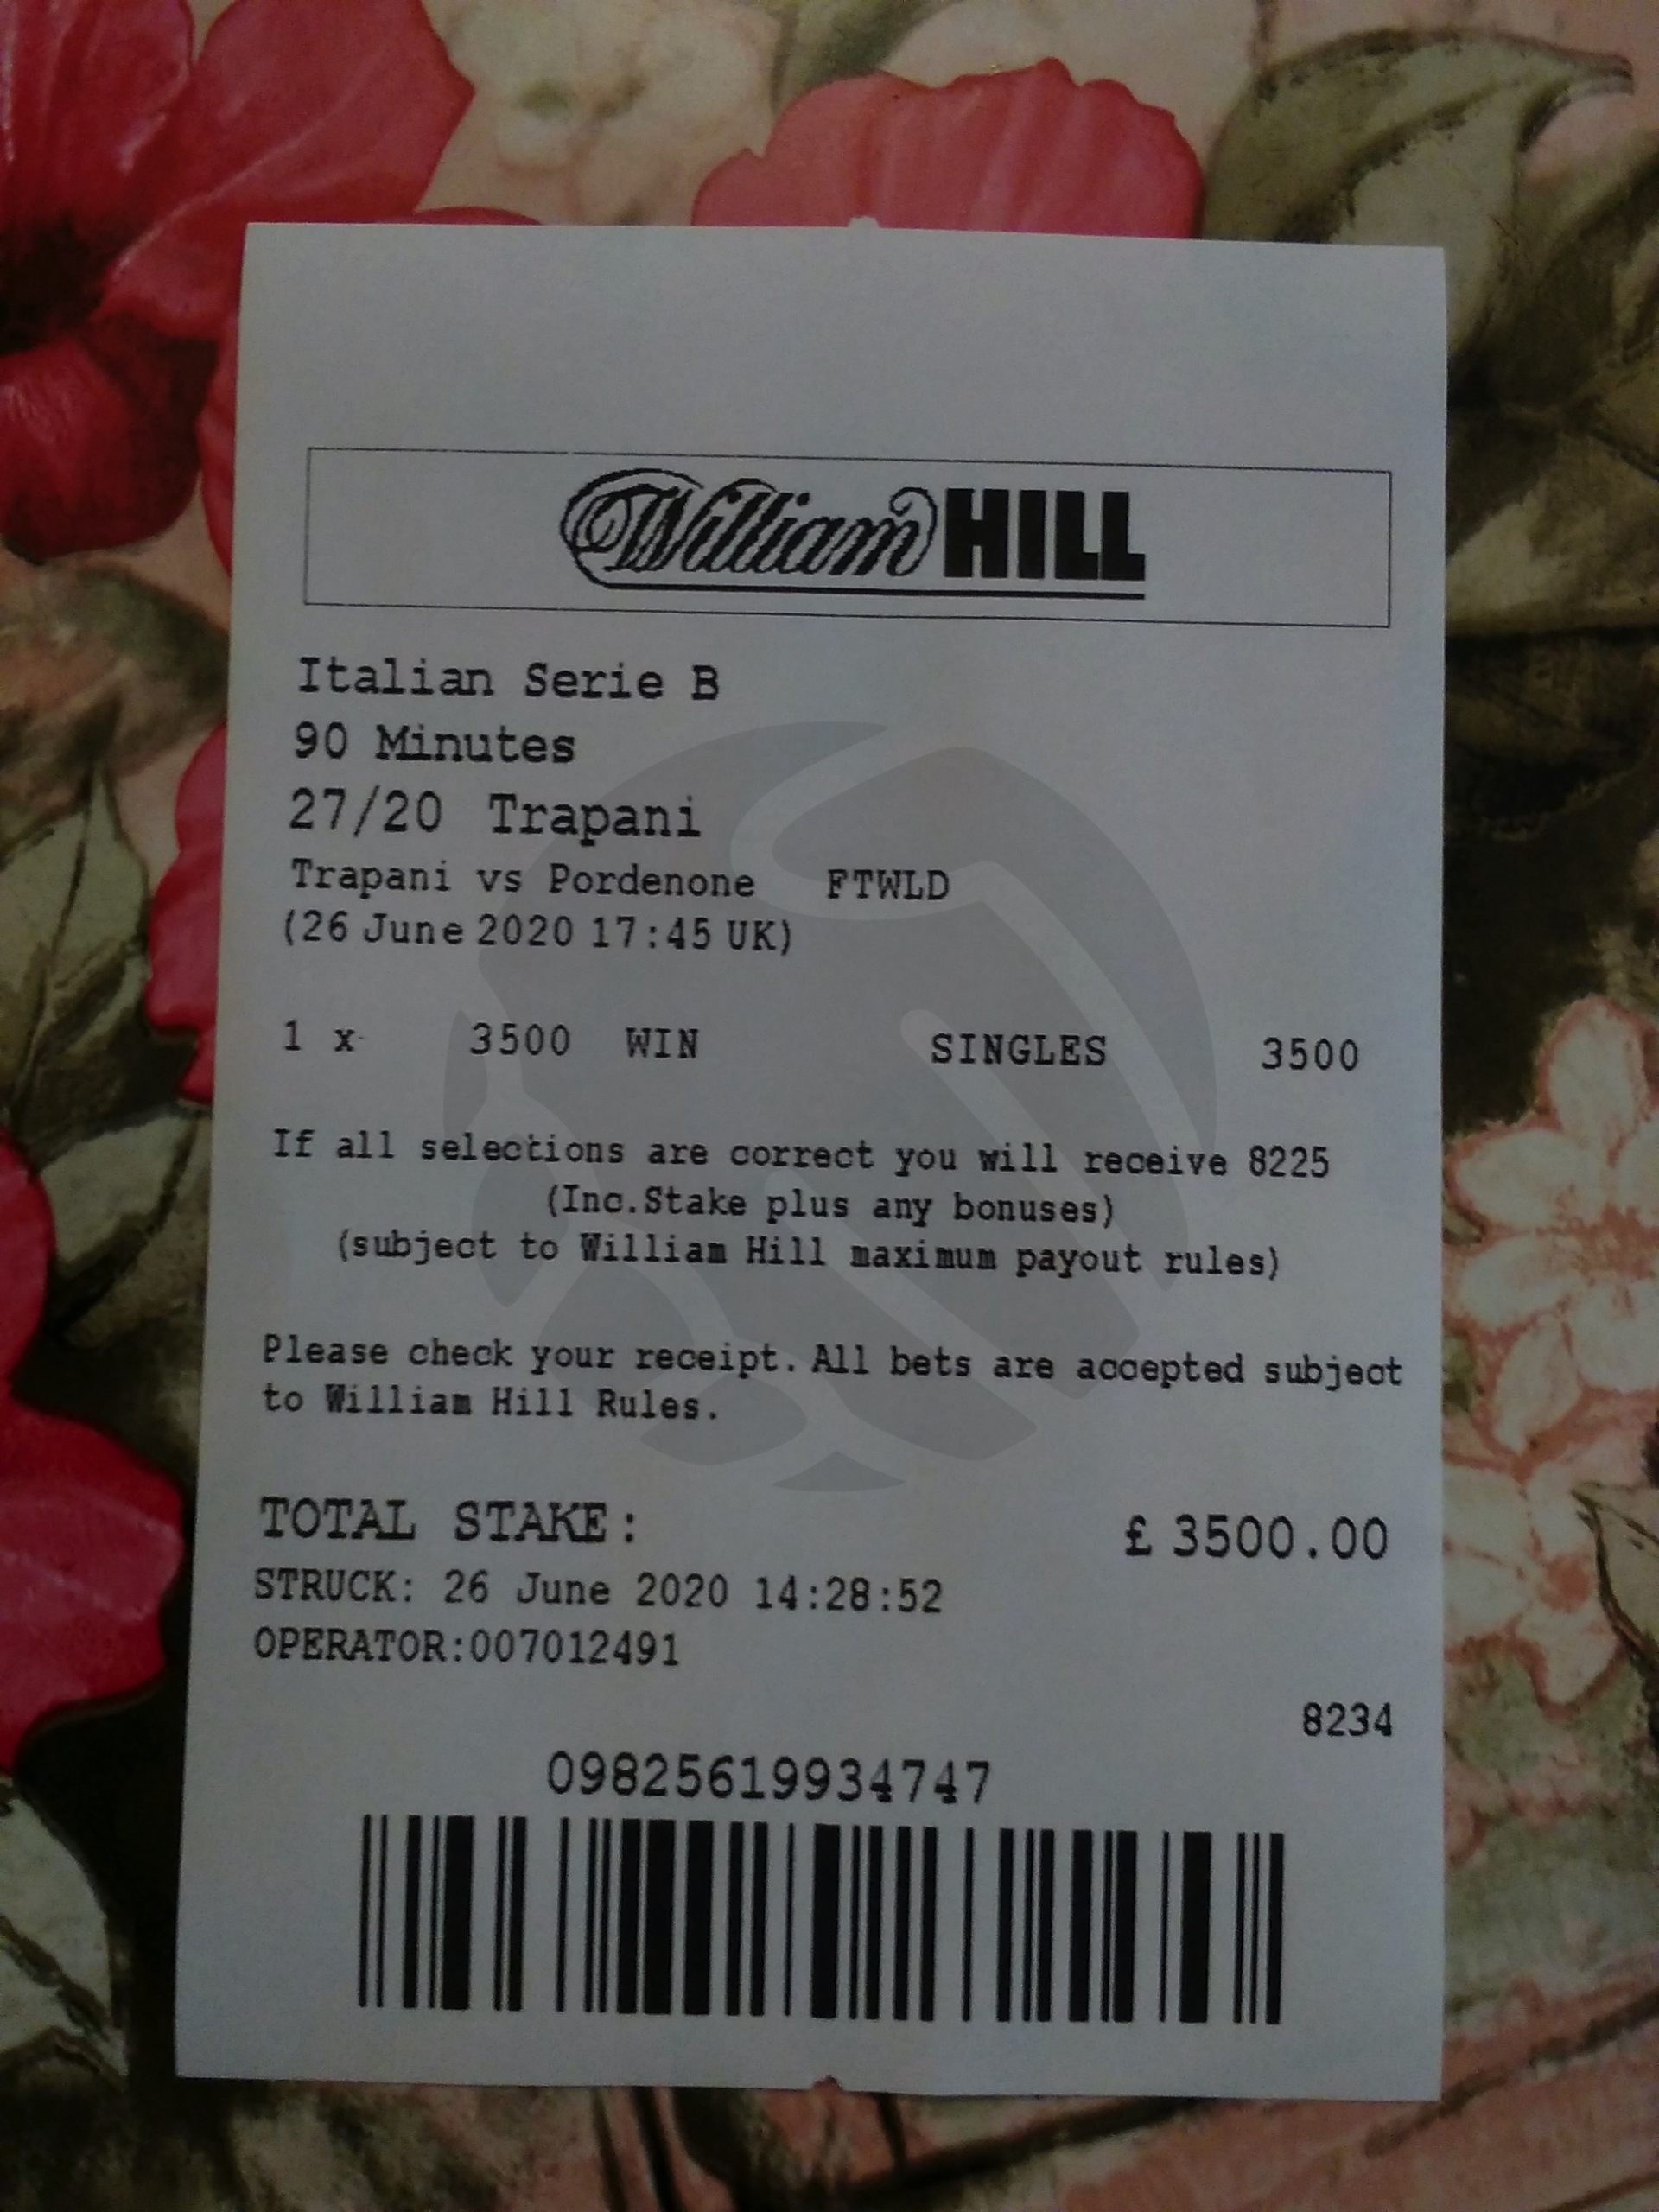 William HILL
Italian Serie B
90 Minutes
27/20 Trapani
Trapani vs Pordenone FTWLD
(26 June 2020 17:45 UK)
1 x 3500 WIN SINGLES 3500
If all selections are correct you will receive 8225
(Inc.Stake plus any bonuses)
(subject to William Hill maximum payout rules)
Please check your receipt. All bets are accepted subject
to William Hill Rules.
TOTAL STAKE: £ 3500.00
STRUCK: 26 June 2020 14:28:52
OPERATOR:007012491
8234
09825619934747